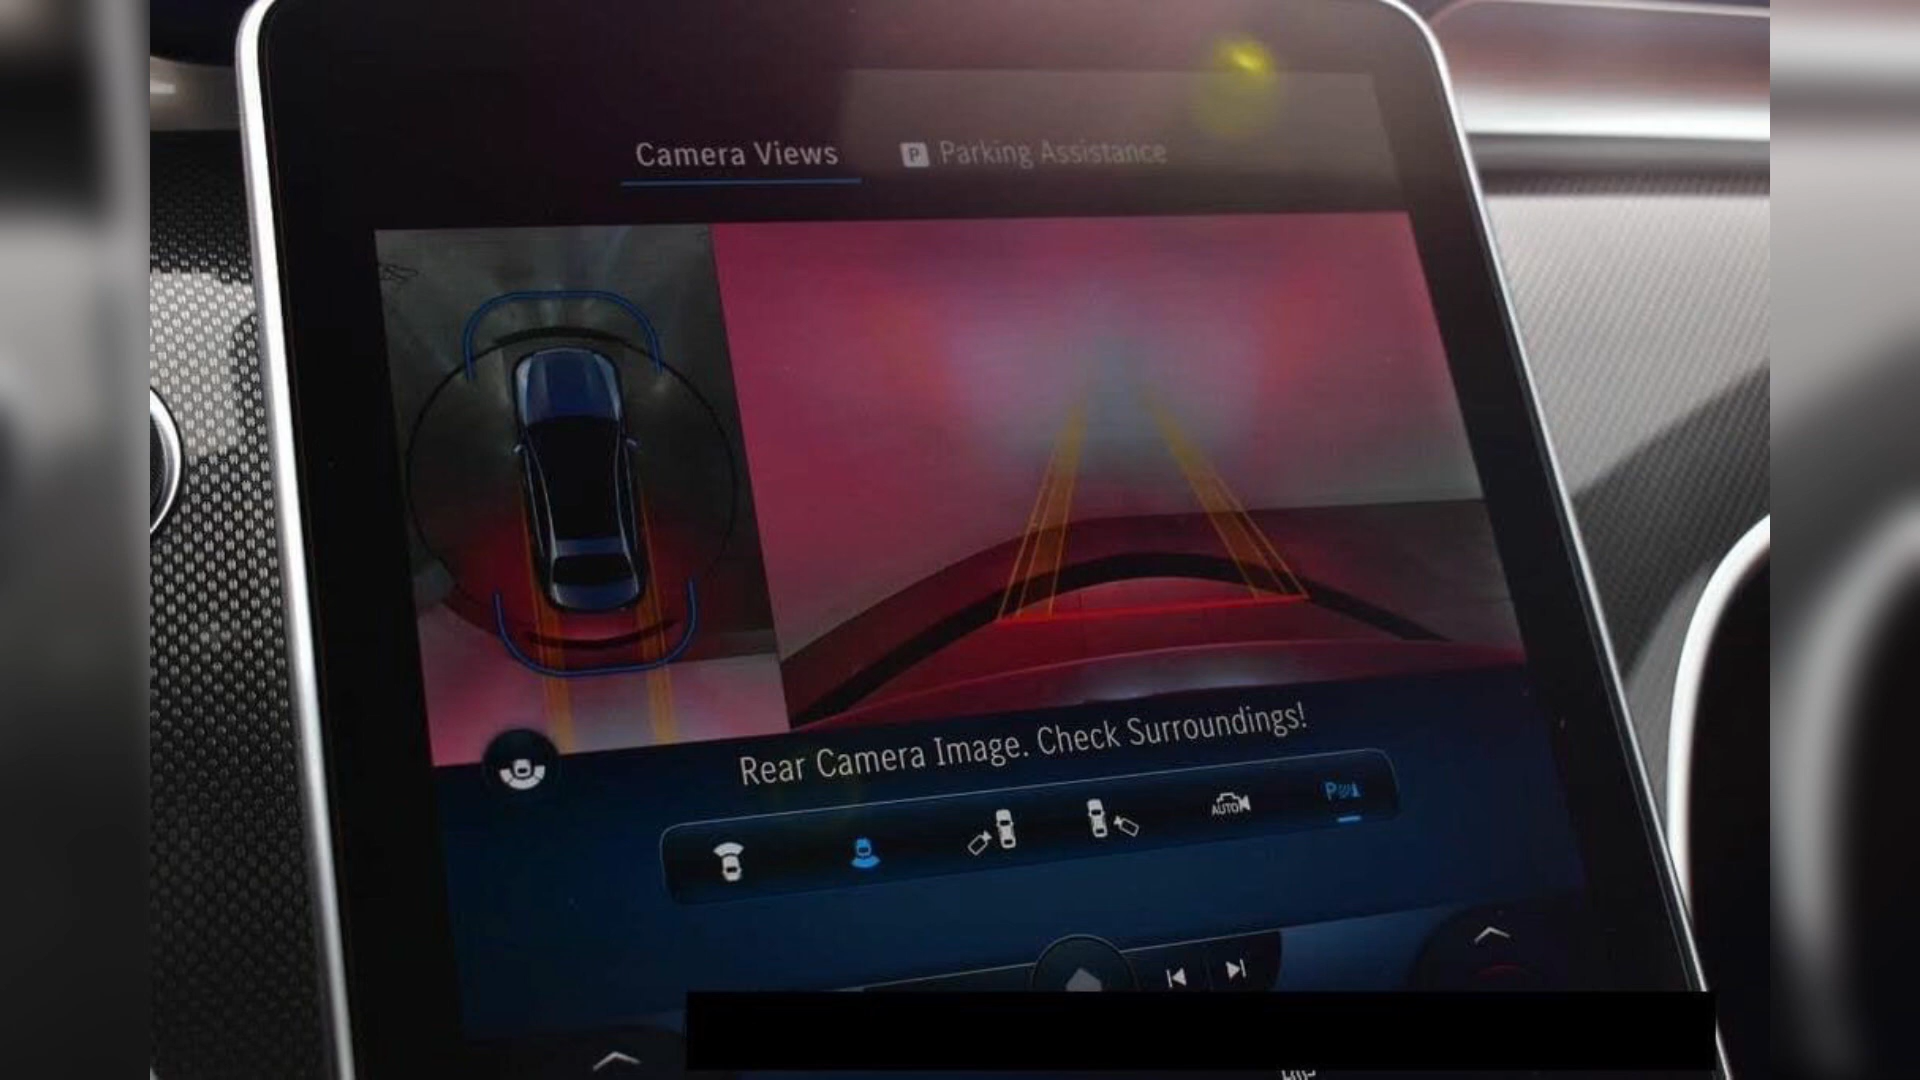 Camera Views
P Parking Assistance
Rear Camera Image. Check Surroundings!
AUTO
P